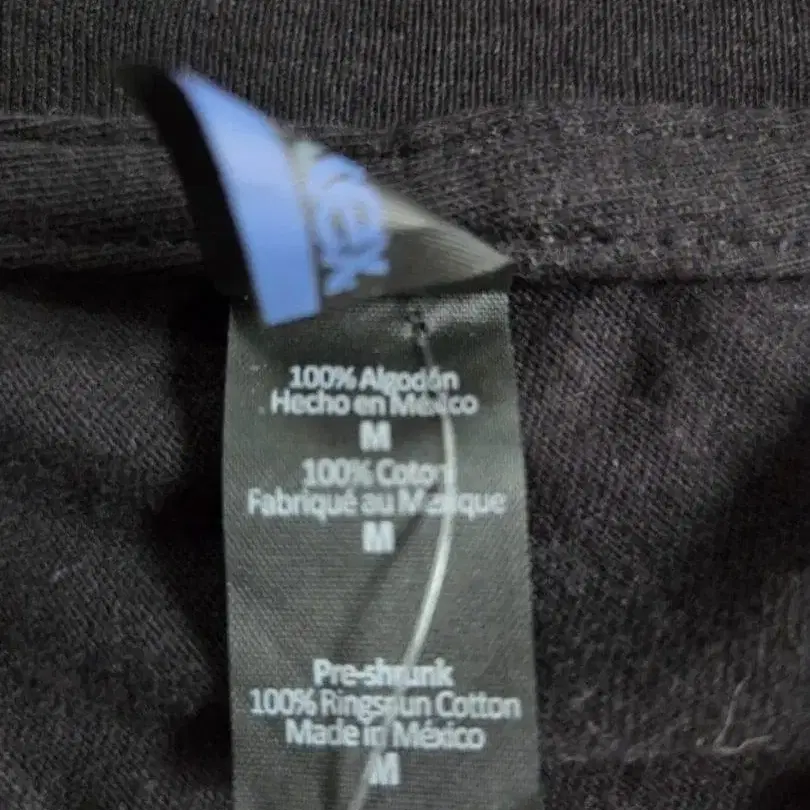 100% Algodón
Hecho en México
M
100% Coton
Fabriqué au Mexique
M
Pre-shrunk
100% Ringspun Cotton
Made in México
M